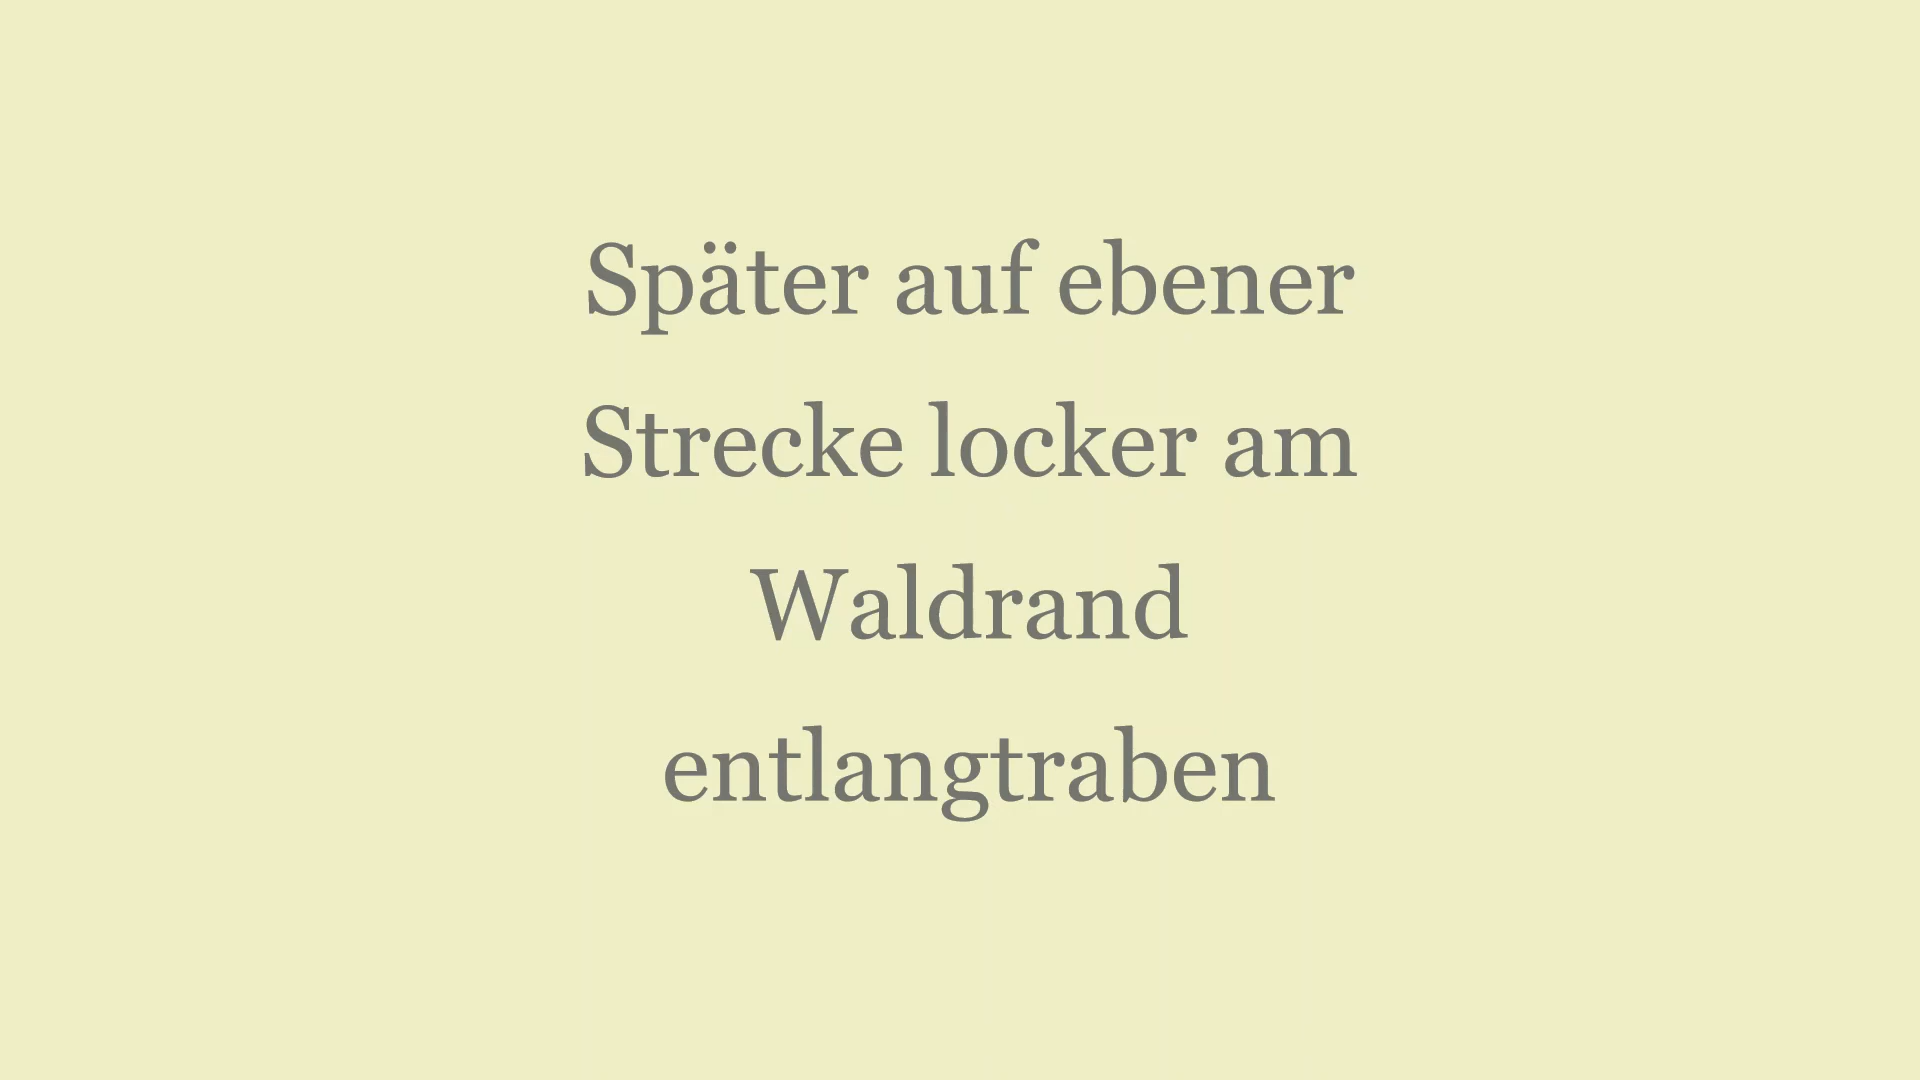 Später auf ebener
Strecke locker am
Waldrand
entlangtraben